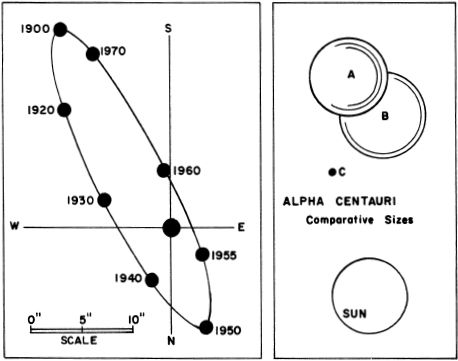 1900
S
1970
1920
1960
1930
W
E
1955
1940
1950
0" 5" 10"
SCALE
N
A
B
C
ALPHA CENTAURI
Comparative Sizes
SUN